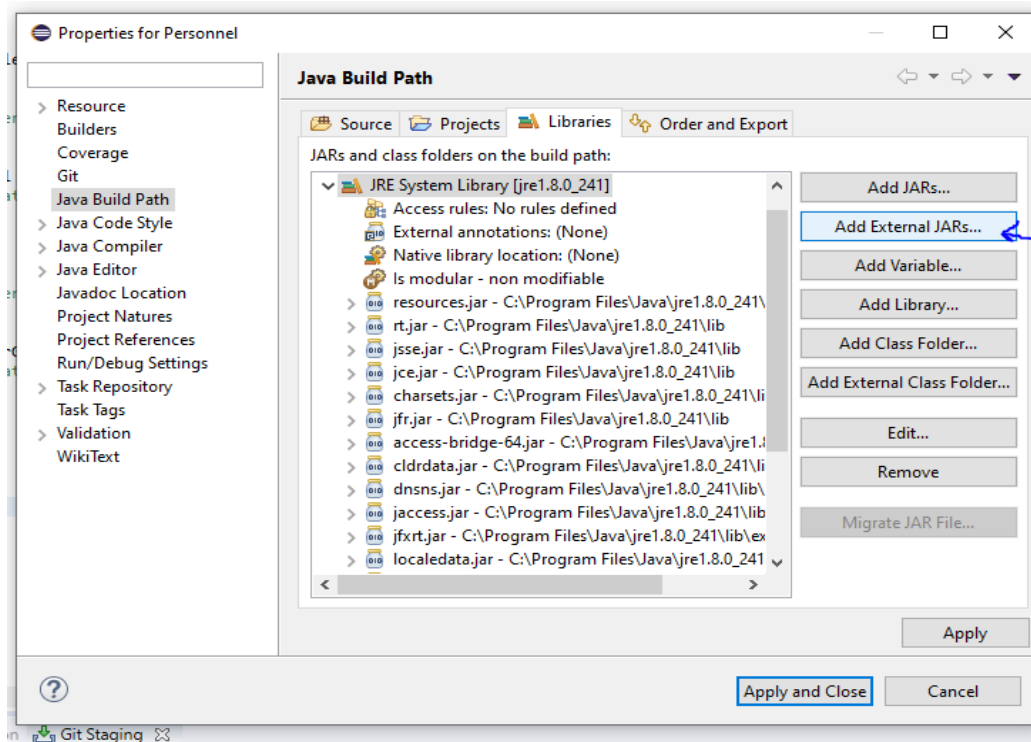 Properties for Personnel
Java Build Path
Resource
Builders
Coverage
Git
Java Build Path
Java Code Style
Java Compiler
Java Editor
Javadoc Location
Project Natures
Project References
Run/Debug Settings
Task Repository
Task Tags
Validation
WikiText
Source Projects Libraries Order and Export
JARs and class folders on the build path:
JRE System Library [jre1.8.0_241]
Access rules: No rules defined
External annotations: (None)
Native library location: (None)
Is modular - non modifiable
resources.jar - C:\Program Files\Java\jre1.8.0_241\
rt.jar - C:\Program Files\Java\jre1.8.0_241\lib
jsse.jar - C:\Program Files\Java\jre1.8.0_241\lib
jce.jar - C:\Program Files\Java\jre1.8.0_241\lib
charsets.jar - C:\Program Files\Java\jre1.8.0_241\li
jfr.jar - C:\Program Files\Java\jre1.8.0_241\lib
access-bridge-64.jar - C:\Program Files\Java\jre1.8
cldrdata.jar - C:\Program Files\Java\jre1.8.0_241\li
dnsns.jar - C:\Program Files\Java\jre1.8.0_241\lib\
jaccess.jar - C:\Program Files\Java\jre1.8.0_241\lib
jfxrt.jar - C:\Program Files\Java\jre1.8.0_241\lib\ex
localedata.jar - C:\Program Files\Java\jre1.8.0_241
Add JARs...
Add External JARs...
Add Variable...
Add Library...
Add Class Folder...
Add External Class Folder...
Edit...
Remove
Migrate JAR File...
Apply
?
Apply and Close
Cancel
Git Staging